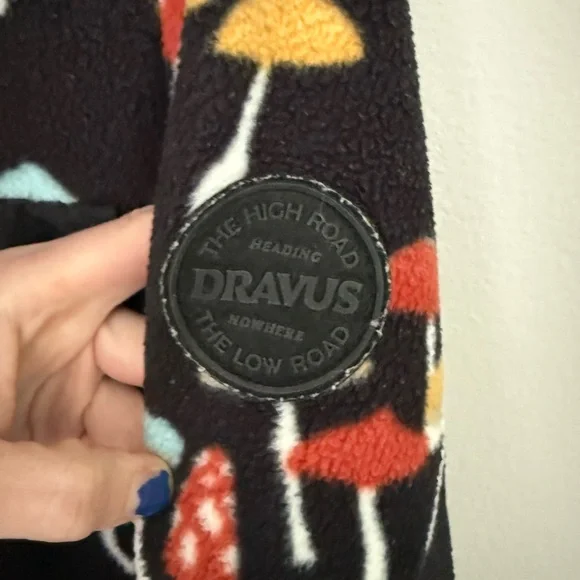 THE HIGH ROAD
HEADING
DRAVUS
NOWHERE
THE LOW ROAD